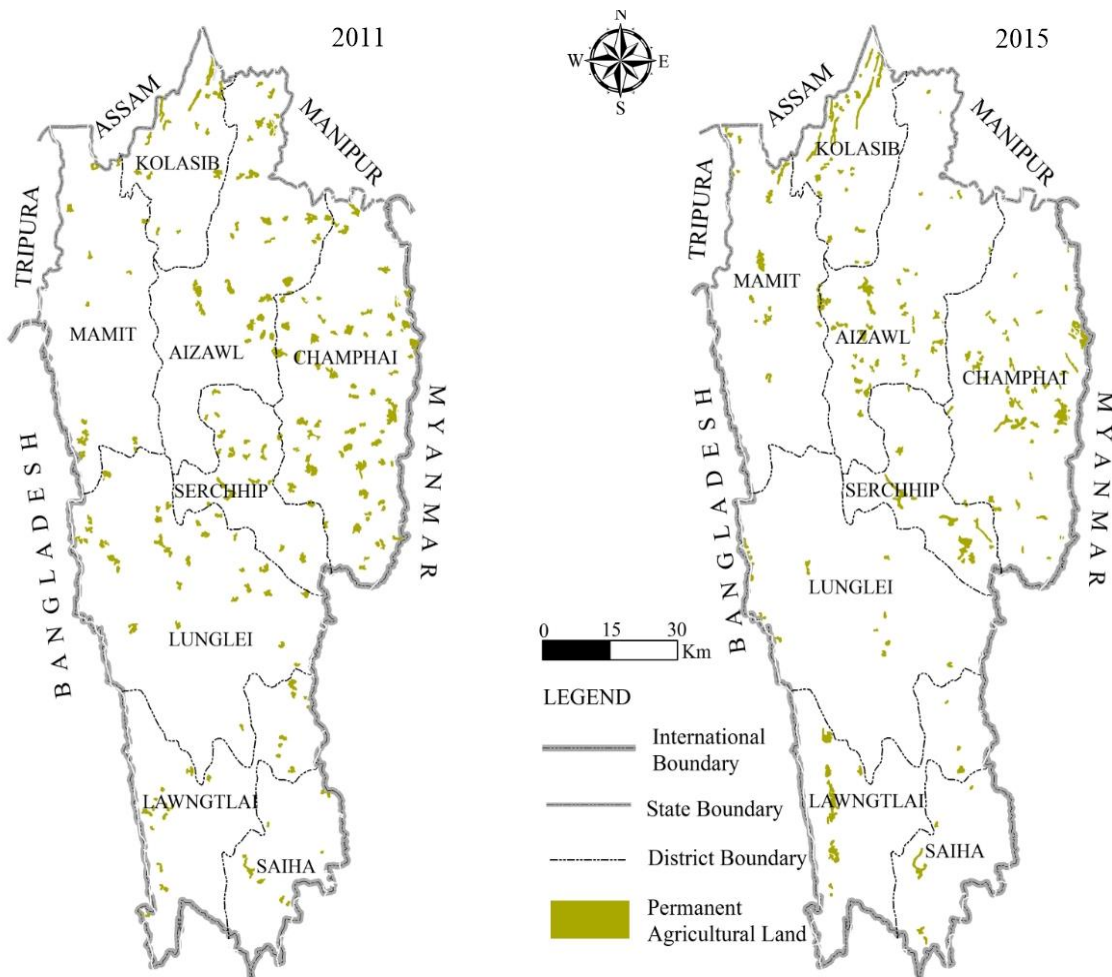 2011
N
W E
S
2015
ASSAM
MANIPUR
KOLASIB
TRIPURA
MAMIT
AIZAWL
CHAMPHAI
SERCHHIP
BANGLADESH
MYANMAR
LUNGLEI
LAWNGTLAI
SAIHA
ASSAM
MANIPUR
KOLASIB
TRIPURA
MAMIT
AIZAWL
CHAMPHAI
SERCHHIP
BANGLADESH
MYANMAR
LUNGLEI
LAWNGTLAI
SAIHA
0 15 30
Km
LEGEND
International
Boundary
State Boundary
District Boundary
Permanent
Agricultural Land